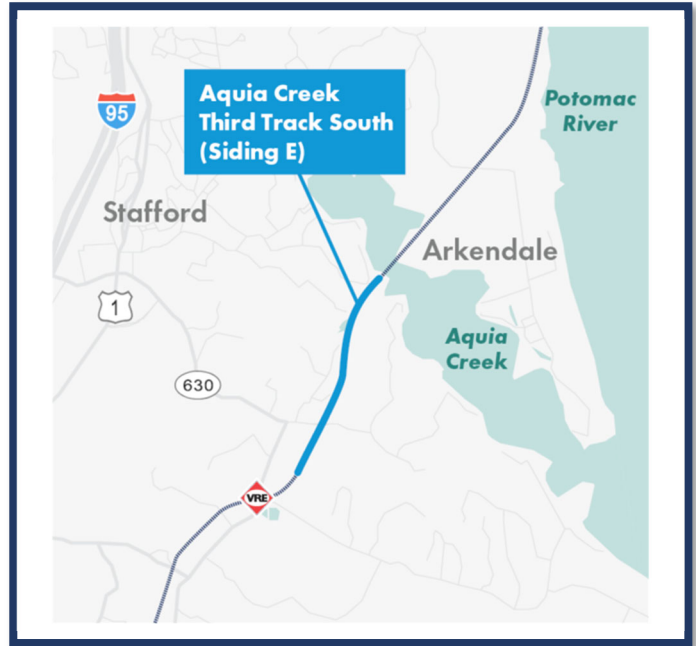 Aquia Creek
Third Track South
(Siding E)
Potomac
River
95
Stafford
Arkendale
1
Aquia
Creek
630
VRE